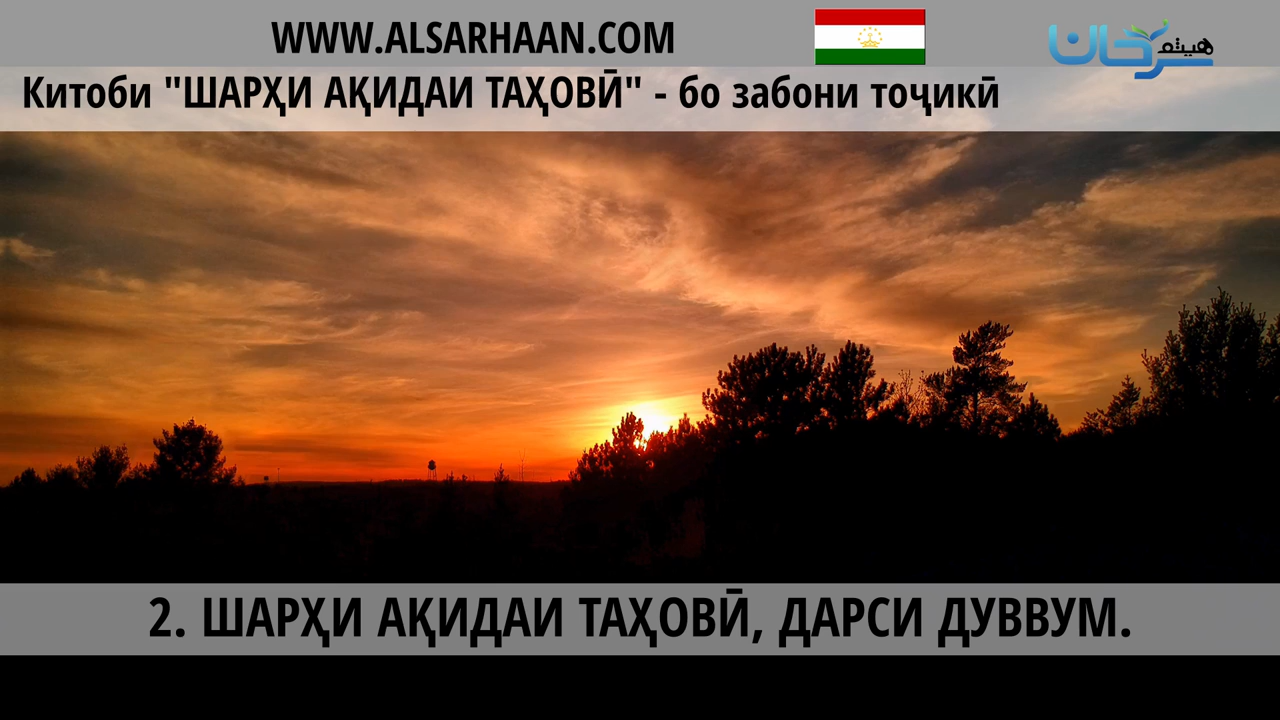 WWW.ALSARHAAN.COM
هيثم سرحان
Китоби "ШАРҲИ АҚИДАИ ТАҲОВӢ" - бо забони тоҷикӣ
2. ШАРҲИ АҚИДАИ ТАҲОВӢ, ДАРСИ ДУВВУМ.